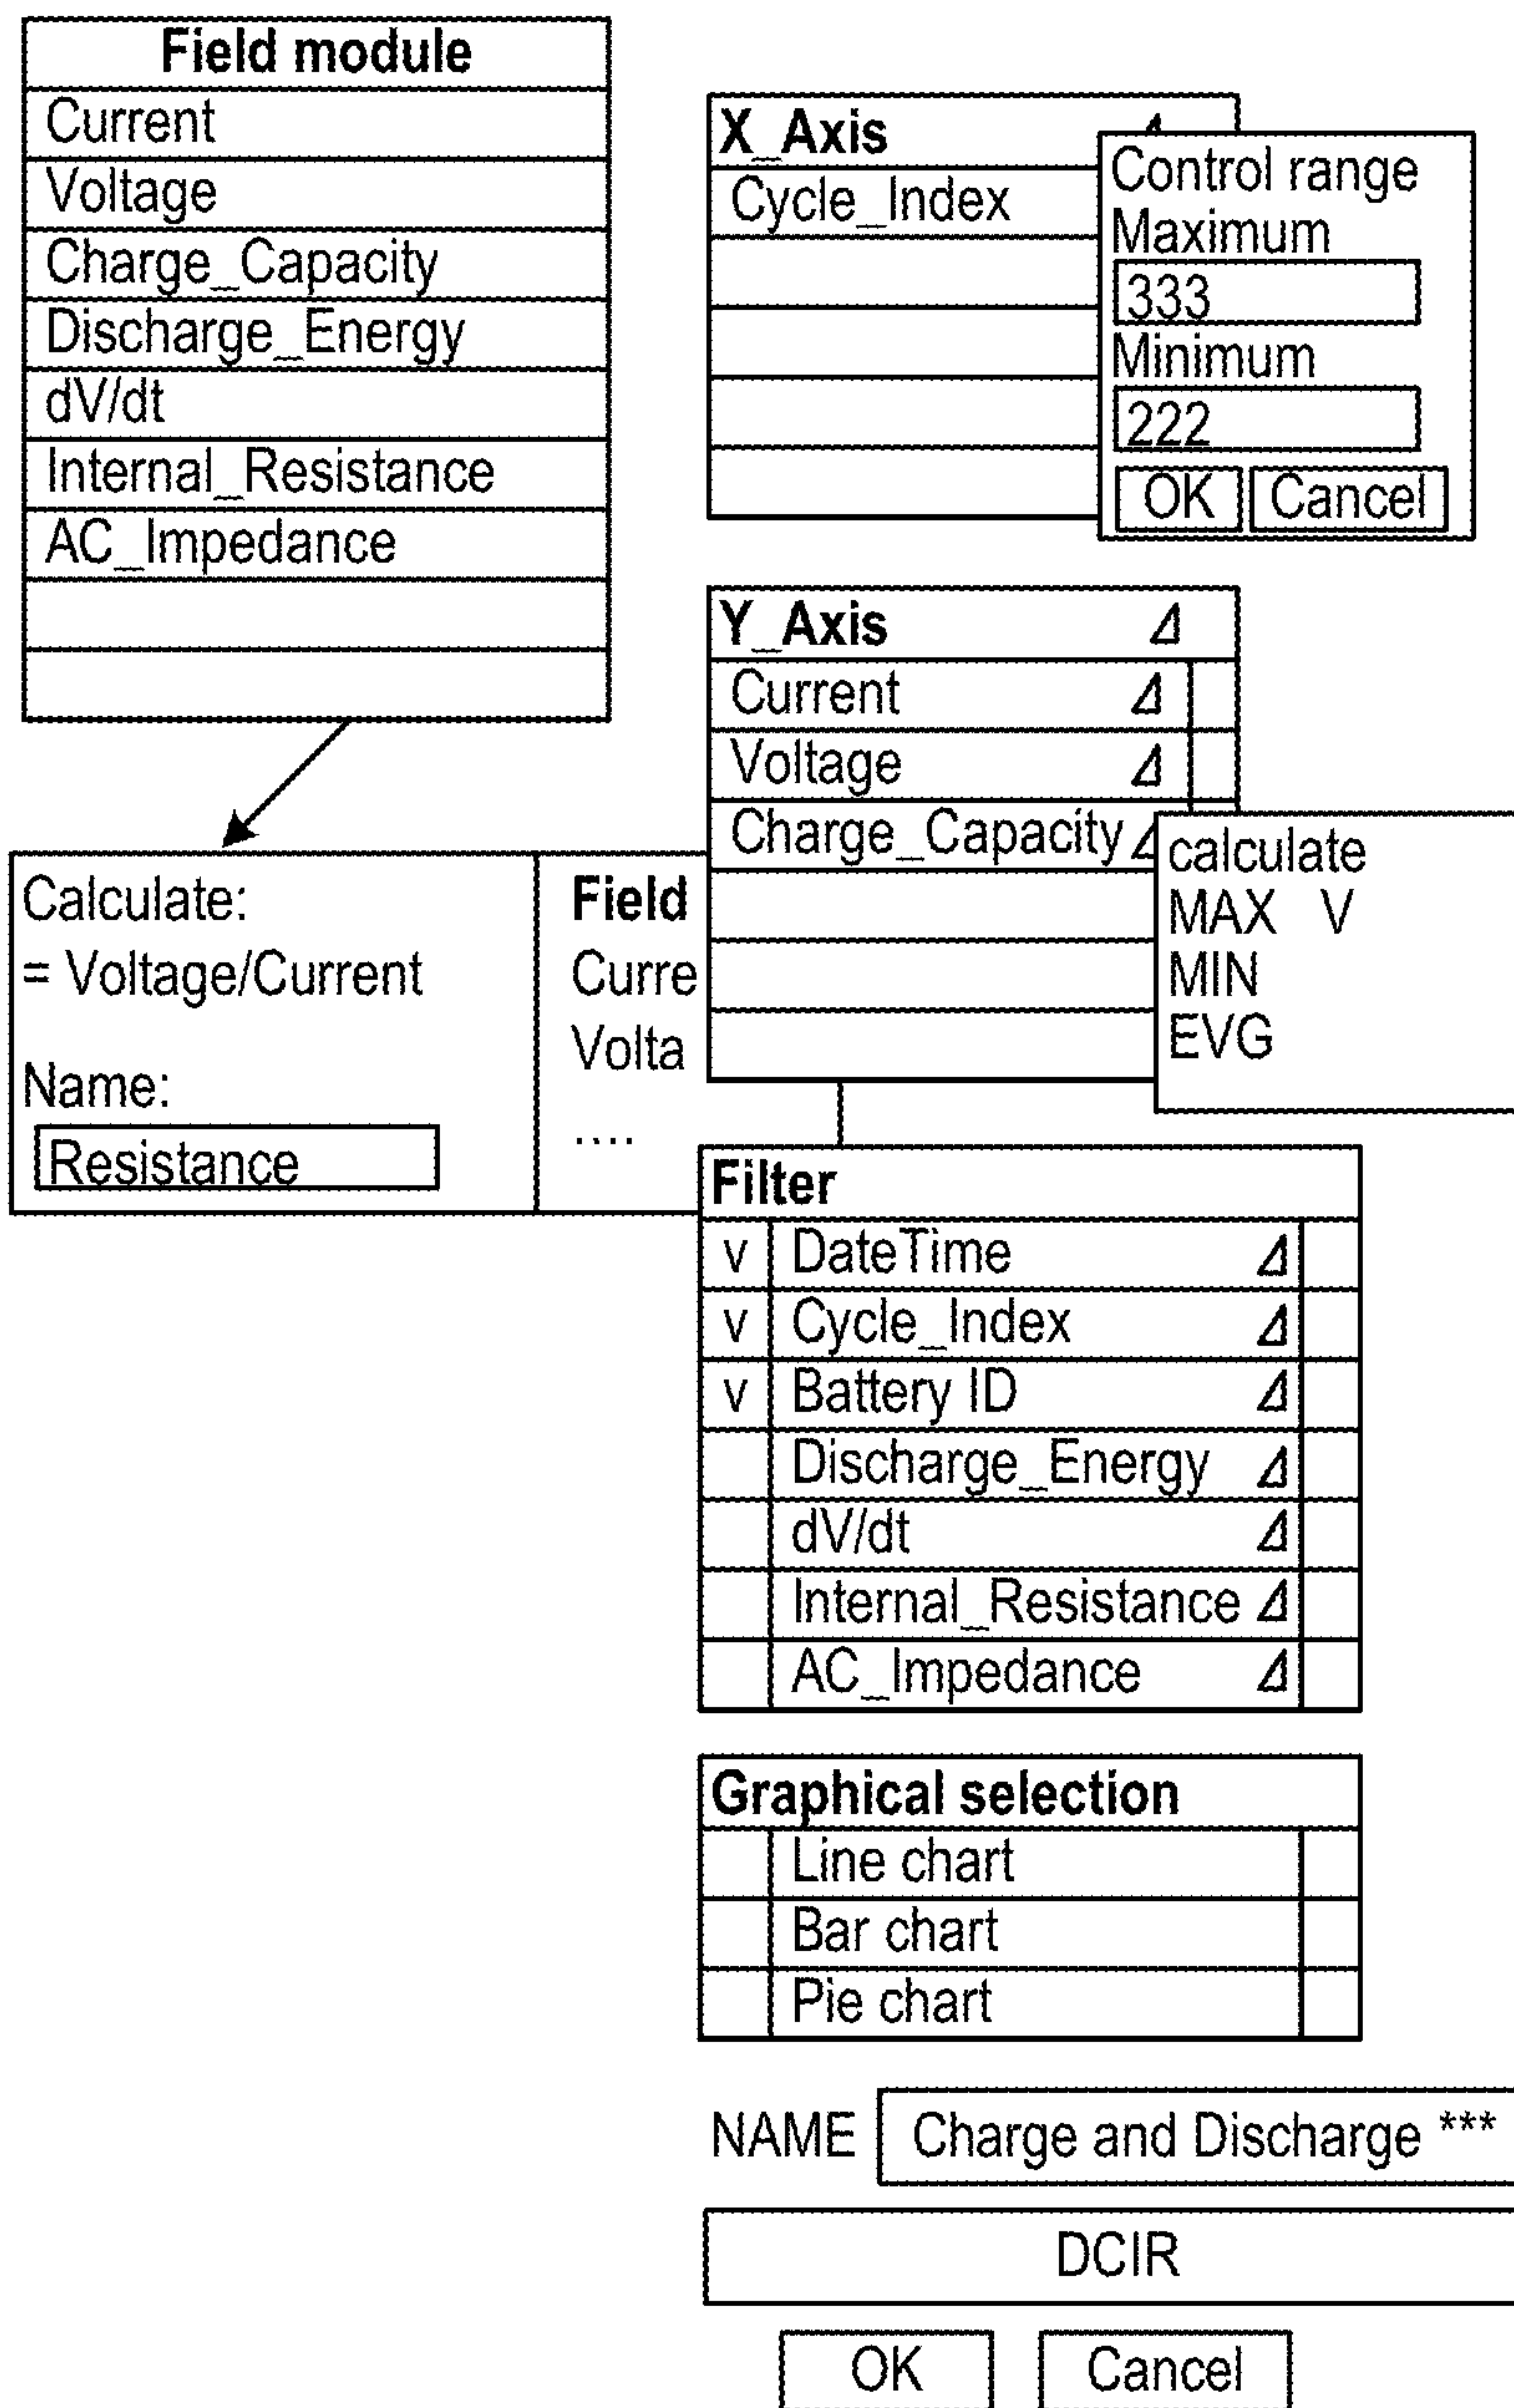 Field module
Current
Voltage
Charge_Capacity
Discharge_Energy
dV/dt
Internal_Resistance
AC_Impedance
X_Axis
Cycle_Index
Control range
Maximum
333
Minimum
222
OK Cancel
Y_Axis
Current
Voltage
Charge_Capacity
calculate
MAX V
MIN
EVG
Calculate:
= Voltage/Current
Name:
Resistance
Field
Curre
Volta
....
Filter
v DateTime
v Cycle_Index
v Battery ID
Discharge_Energy
dV/dt
Internal_Resistance
AC_Impedance
Graphical selection
Line chart
Bar chart
Pie chart
NAME Charge and Discharge ***
DCIR
OK Cancel